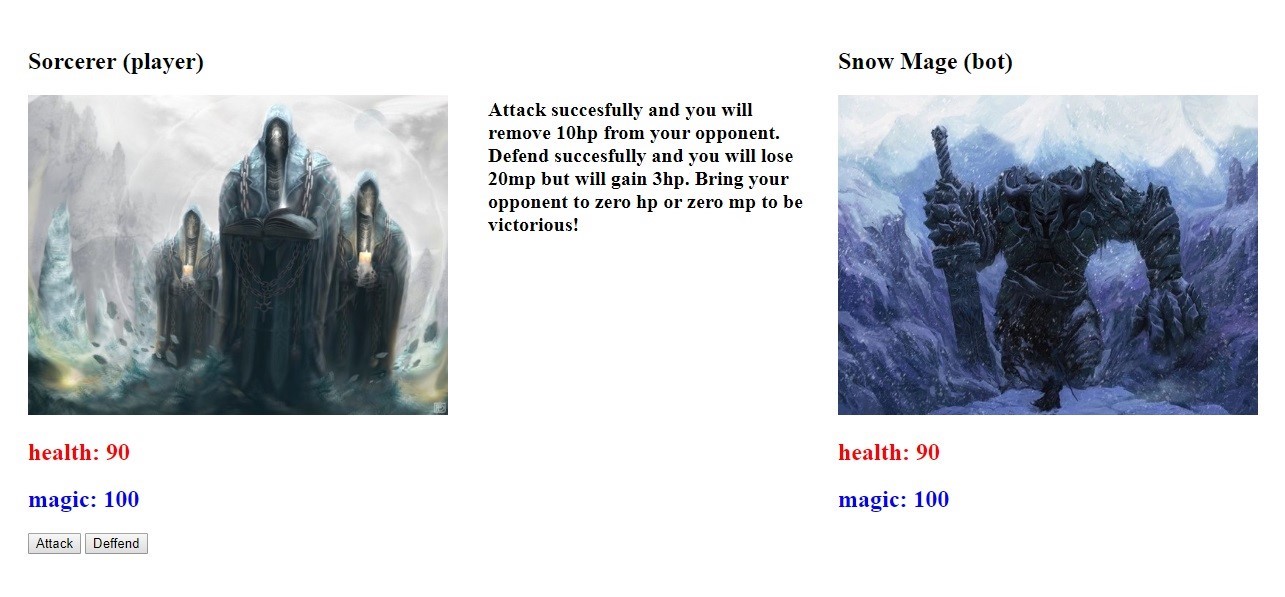 Sorcerer (player)
Attack succesfully and you will
remove 10hp from your opponent.
Defend succesfully and you will lose
20mp but will gain 3hp. Bring your
opponent to zero hp or zero mp to be
victorious!
Snow Mage (bot)
health: 90
magic: 100
Attack
Deffend
health: 90
magic: 100